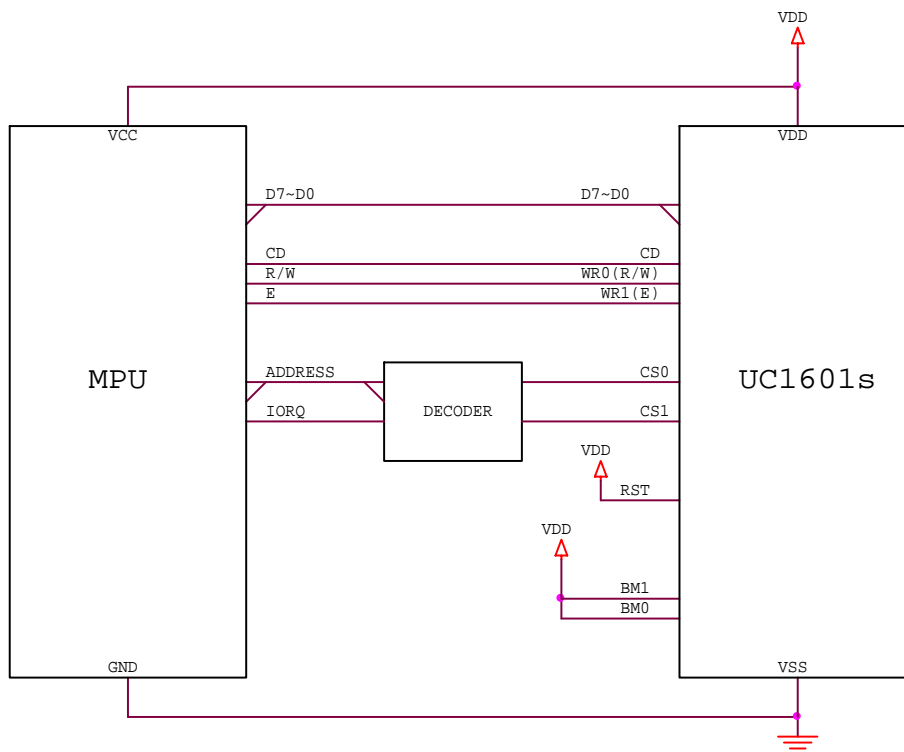 VDD
VCC VDD
D7~D0 D7~D0
CD CD
R/W WR0(R/W)
E WR1(E)
MPU UC1601s
ADDRESS CS0
DECODER
IORQ CS1
VDD
RST
VDD
BM1
BM0
GND VSS